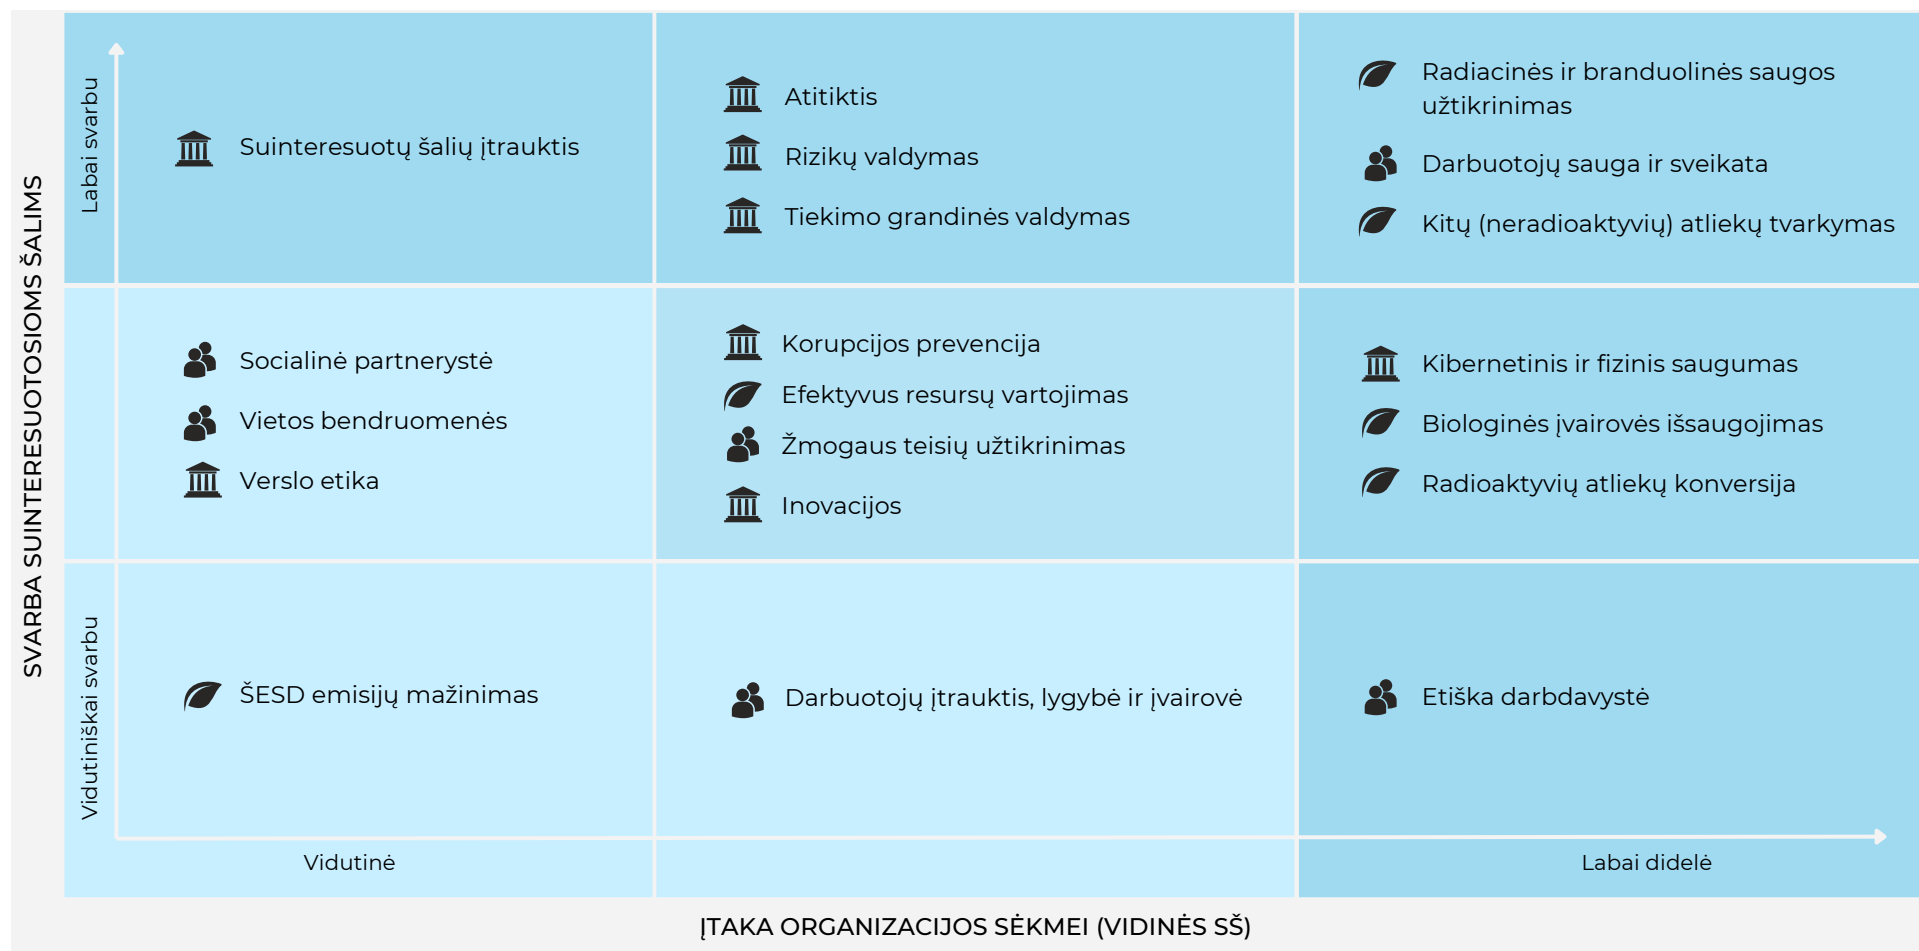 SVARBA SUINTERESUOTOSIOMS ŠALIMS
Labai svarbu
Suinteresuotų šalių įtrauktis
Atitiktis
Rizikų valdymas
Tiekimo grandinės valdymas
Radiacinės ir branduolinės saugos
užtikrinimas
Darbuotojų sauga ir sveikata
Kitų (neradioaktyvių) atliekų tvarkymas
Socialinė partnerystė
Vietos bendruomenės
Verslo etika
Korupcijos prevencija
Efektyvus resursų vartojimas
Žmogaus teisių užtikrinimas
Inovacijos
Kibernetinis ir fizinis saugumas
Biologinės įvairovės išsaugojimas
Radioaktyvių atliekų konversija
Vidutiniškai svarbu
ŠESD emisijų mažinimas
Darbuotojų įtrauktis, lygybė ir įvairovė
Etiška darbdavystė
Vidutinė
Labai didelė
ĮTAKA ORGANIZACIJOS SĖKMEI (VIDINĖS SŠ)